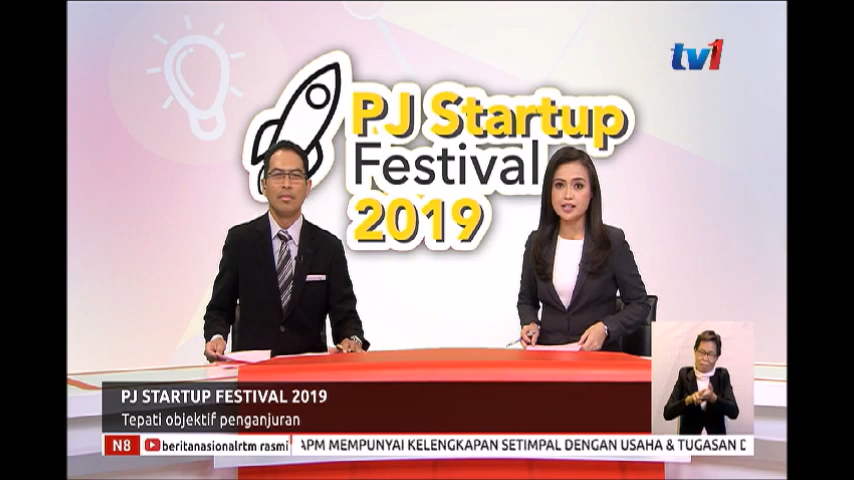 tv1
PJ Startup
Festival
2019
PJ STARTUP FESTIVAL 2019
Tepati objektif penganjuran
N8 beritanasionalrtm rasmi APM MEMPUNYAI KELENGKAPAN SETIMPAL DENGAN USAHA & TUGASAN D